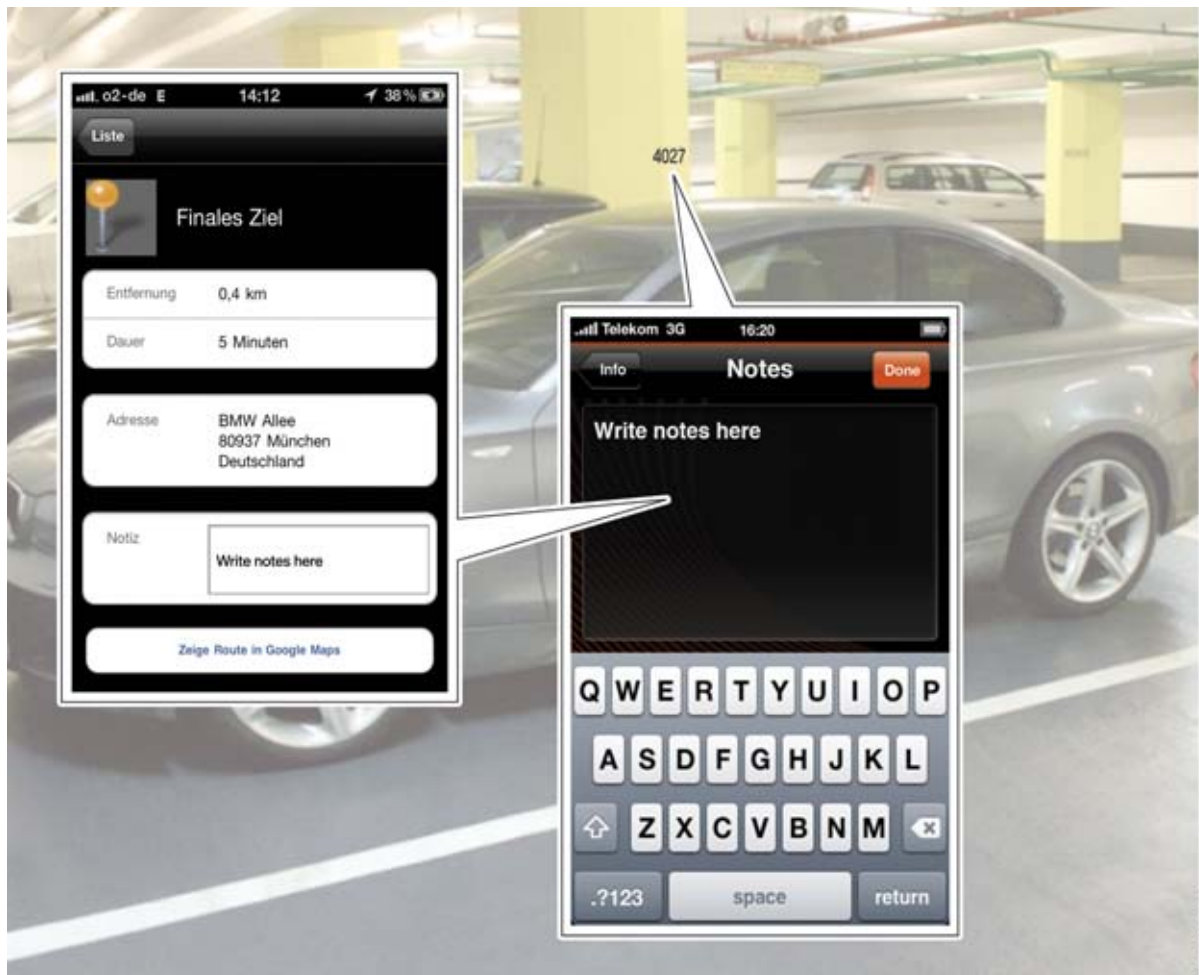 o2-de E 14:12 38%
Liste
Finales Ziel
Entfernung 0,4 km
Dauer 5 Minuten
Adresse BMW Allee
80937 München
Deutschland
Notiz Write notes here
Zeige Route in Google Maps
4027
Telekom 3G 16:20
Info Notes Done
Write notes here
Q W E R T Y U I O P
A S D F G H J K L
Z X C V B N M
.?123 space return